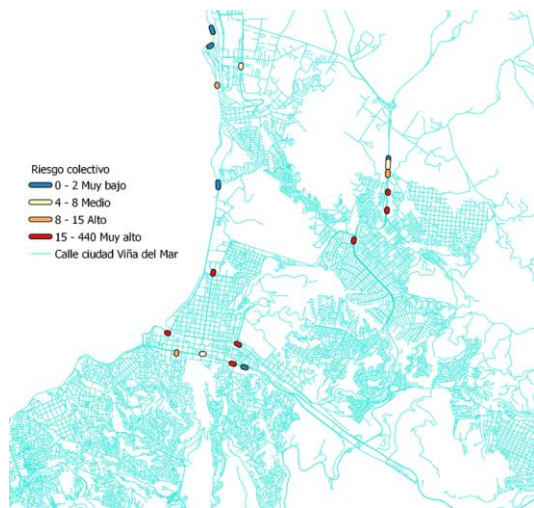 Riesgo colectivo
0 - 2 Muy bajo
4 - 8 Medio
8 - 15 Alto
15 - 440 Muy alto
Calle ciudad Viña del Mar